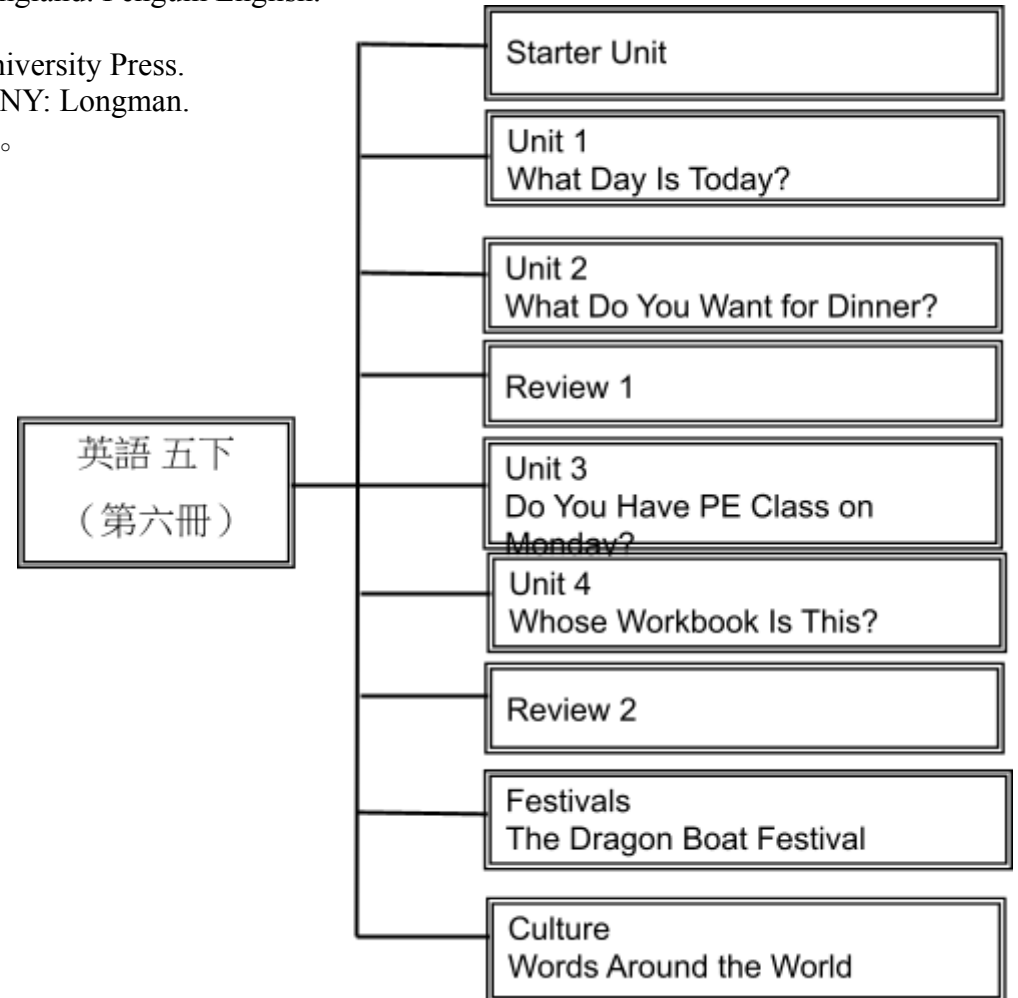 England: Penguin English.
University Press.
NY: Longman.
。
Starter Unit
Unit 1
What Day Is Today?
Unit 2
What Do You Want for Dinner?
Review 1
英語 五下
（第六冊）
Unit 3
Do You Have PE Class on
Monday?
Unit 4
Whose Workbook Is This?
Review 2
Festivals
The Dragon Boat Festival
Culture
Words Around the World